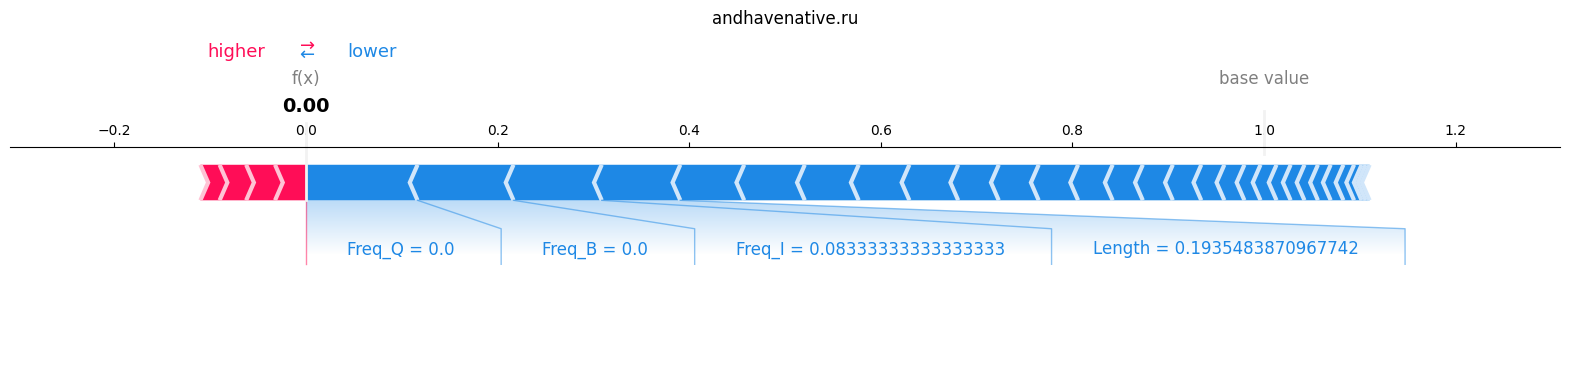 andhavenative.ru
higher ⇄ lower
f(x) base value
0.00
−0.2 0.0 0.2 0.4 0.6 0.8 1.0 1.2
Freq_Q = 0.0 Freq_B = 0.0 Freq_I = 0.08333333333333333 Length = 0.1935483870967742